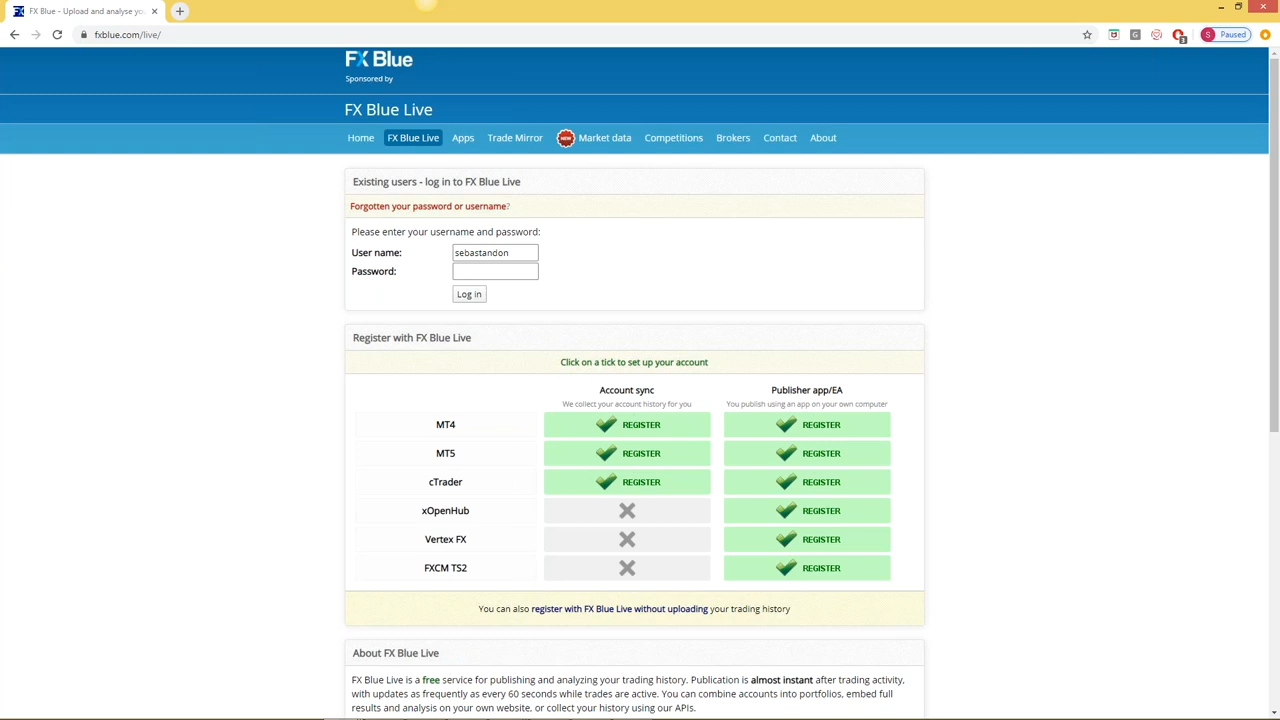 FX Blue - Upload and analyse you
fxblue.com/live/
G
3
S Paused
FX Blue
Sponsored by
FX Blue Live
Home FX Blue Live Apps Trade Mirror NEW Market data Competitions Brokers Contact About
Existing users - log in to FX Blue Live
Forgotten your password or username?
Please enter your username and password:
User name: sebastandon
Password:
Log in
Register with FX Blue Live
Click on a tick to set up your account
Account sync Publisher app/EA
We collect your account history for you You publish using an app on your own computer
MT4 REGISTER REGISTER
MT5 REGISTER REGISTER
cTrader REGISTER REGISTER
xOpenHub REGISTER
Vertex FX REGISTER
FXCM TS2 REGISTER
You can also register with FX Blue Live without uploading your trading history
About FX Blue Live
FX Blue Live is a free service for publishing and analyzing your trading history. Publication is almost instant after trading activity,
with updates as frequently as every 60 seconds while trades are active. You can combine accounts into portfolios, embed full
results and analysis on your own website, or collect your history using our APIs.